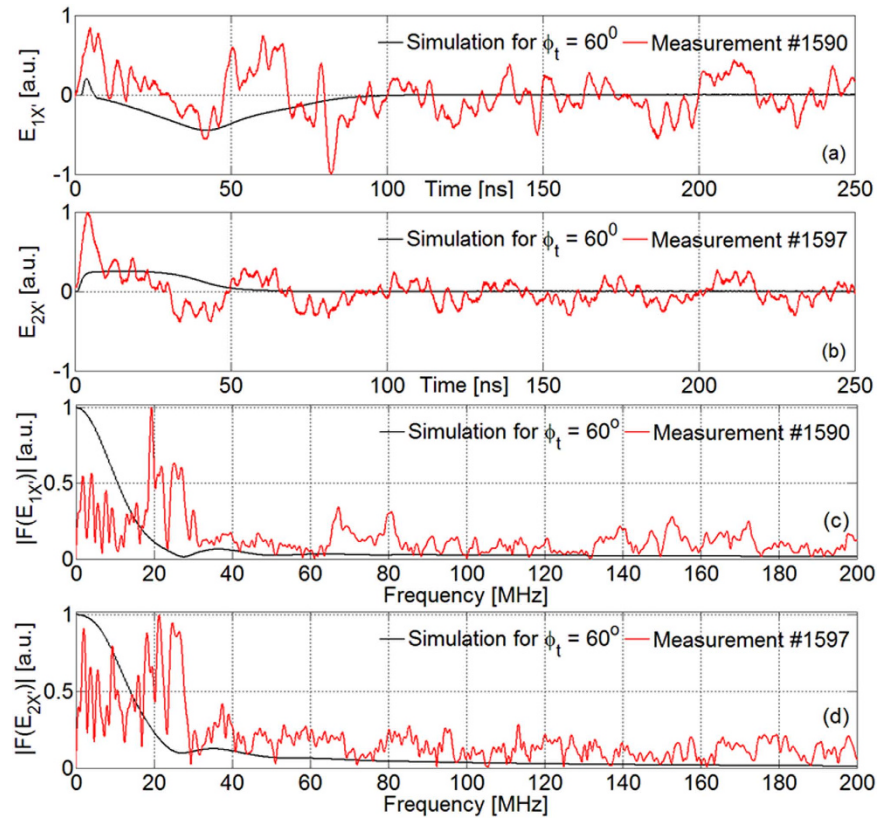 E1X' [a.u.]
1
0
-1
Simulation for ϕt = 60⁰
Measurement #1590
(a)
0
50
100
Time [ns]
150
200
250
E2X' [a.u.]
1
0
-1
Simulation for ϕt = 60⁰
Measurement #1597
(b)
0
50
100
Time [ns]
150
200
250
|F(E1X')| [a.u.]
1
0.5
0
Simulation for ϕt = 60°
Measurement #1590
(c)
0
20
40
60
80
100
120
140
160
180
200
Frequency [MHz]
|F(E2X')| [a.u.]
1
0.5
0
Simulation for ϕt = 60°
Measurement #1597
(d)
0
20
40
60
80
100
120
140
160
180
200
Frequency [MHz]